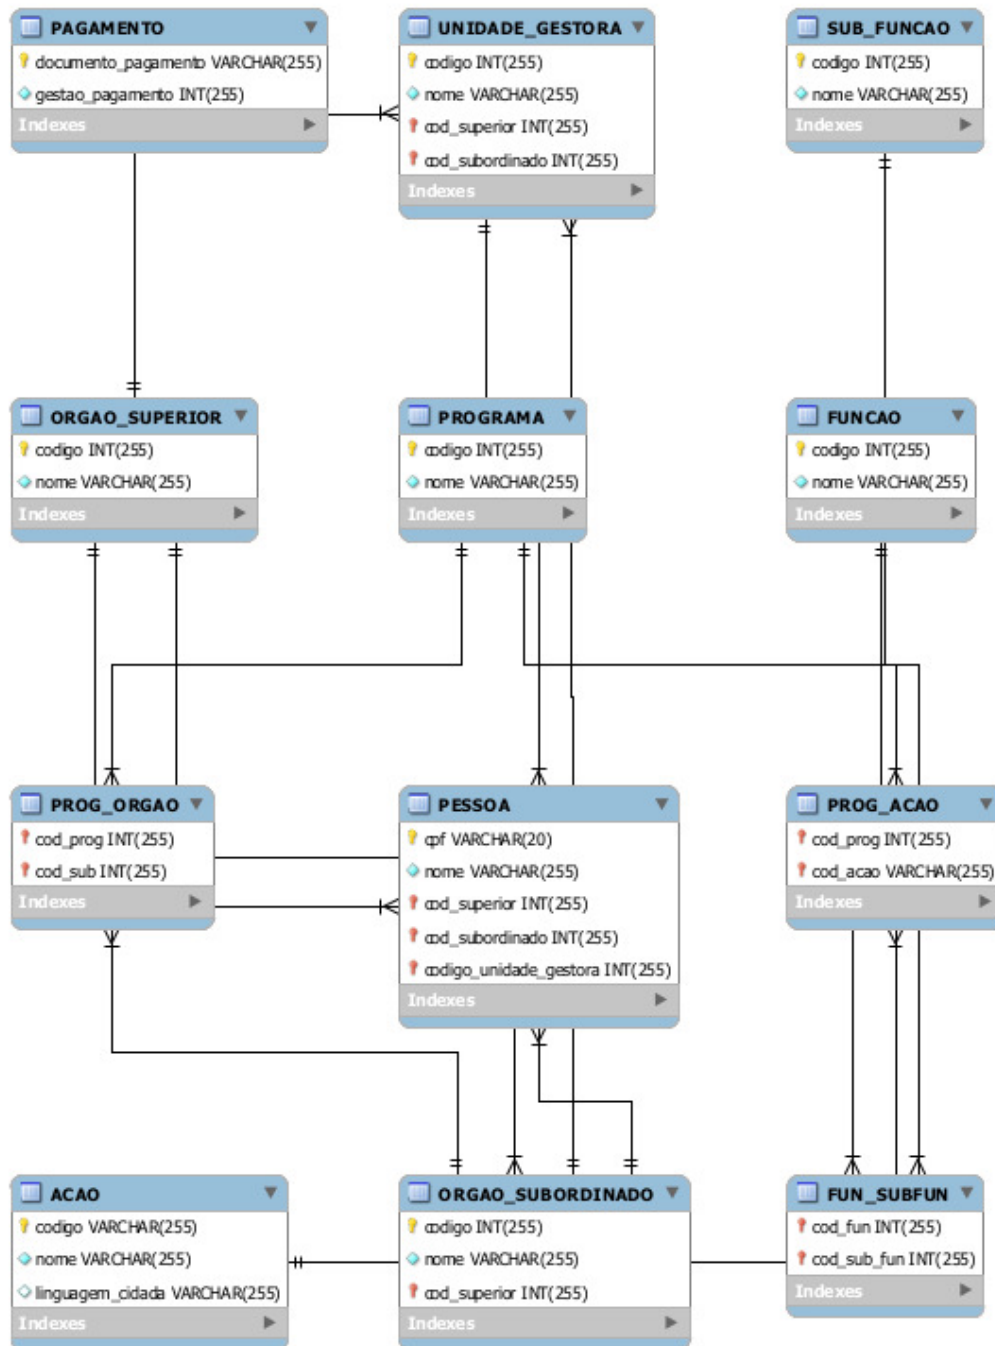 PAGAMENTO
documento_pagamento VARCHAR(255)
gestao_pagamento INT(255)
Indexes
UNIDADE_GESTORA
codigo INT(255)
nome VARCHAR(255)
cod_superior INT(255)
cod_subordinado INT(255)
Indexes
SUB_FUNCAO
codigo INT(255)
nome VARCHAR(255)
Indexes
ORGAO_SUPERIOR
codigo INT(255)
nome VARCHAR(255)
Indexes
PROGRAMA
codigo INT(255)
nome VARCHAR(255)
Indexes
FUNCAO
codigo INT(255)
nome VARCHAR(255)
Indexes
PROG_ORGAO
cod_prog INT(255)
cod_sub INT(255)
Indexes
PESSOA
cpf VARCHAR(20)
nome VARCHAR(255)
cod_superior INT(255)
cod_subordinado INT(255)
codigo_unidade_gestora INT(255)
Indexes
PROG_ACAO
cod_prog INT(255)
cod_acao VARCHAR(255)
Indexes
ACAO
codigo VARCHAR(255)
nome VARCHAR(255)
linguagem_cidada VARCHAR(255)
Indexes
ORGAO_SUBORDINADO
codigo INT(255)
nome VARCHAR(255)
cod_superior INT(255)
Indexes
FUN_SUBFUN
cod_fun INT(255)
cod_sub_fun INT(255)
Indexes